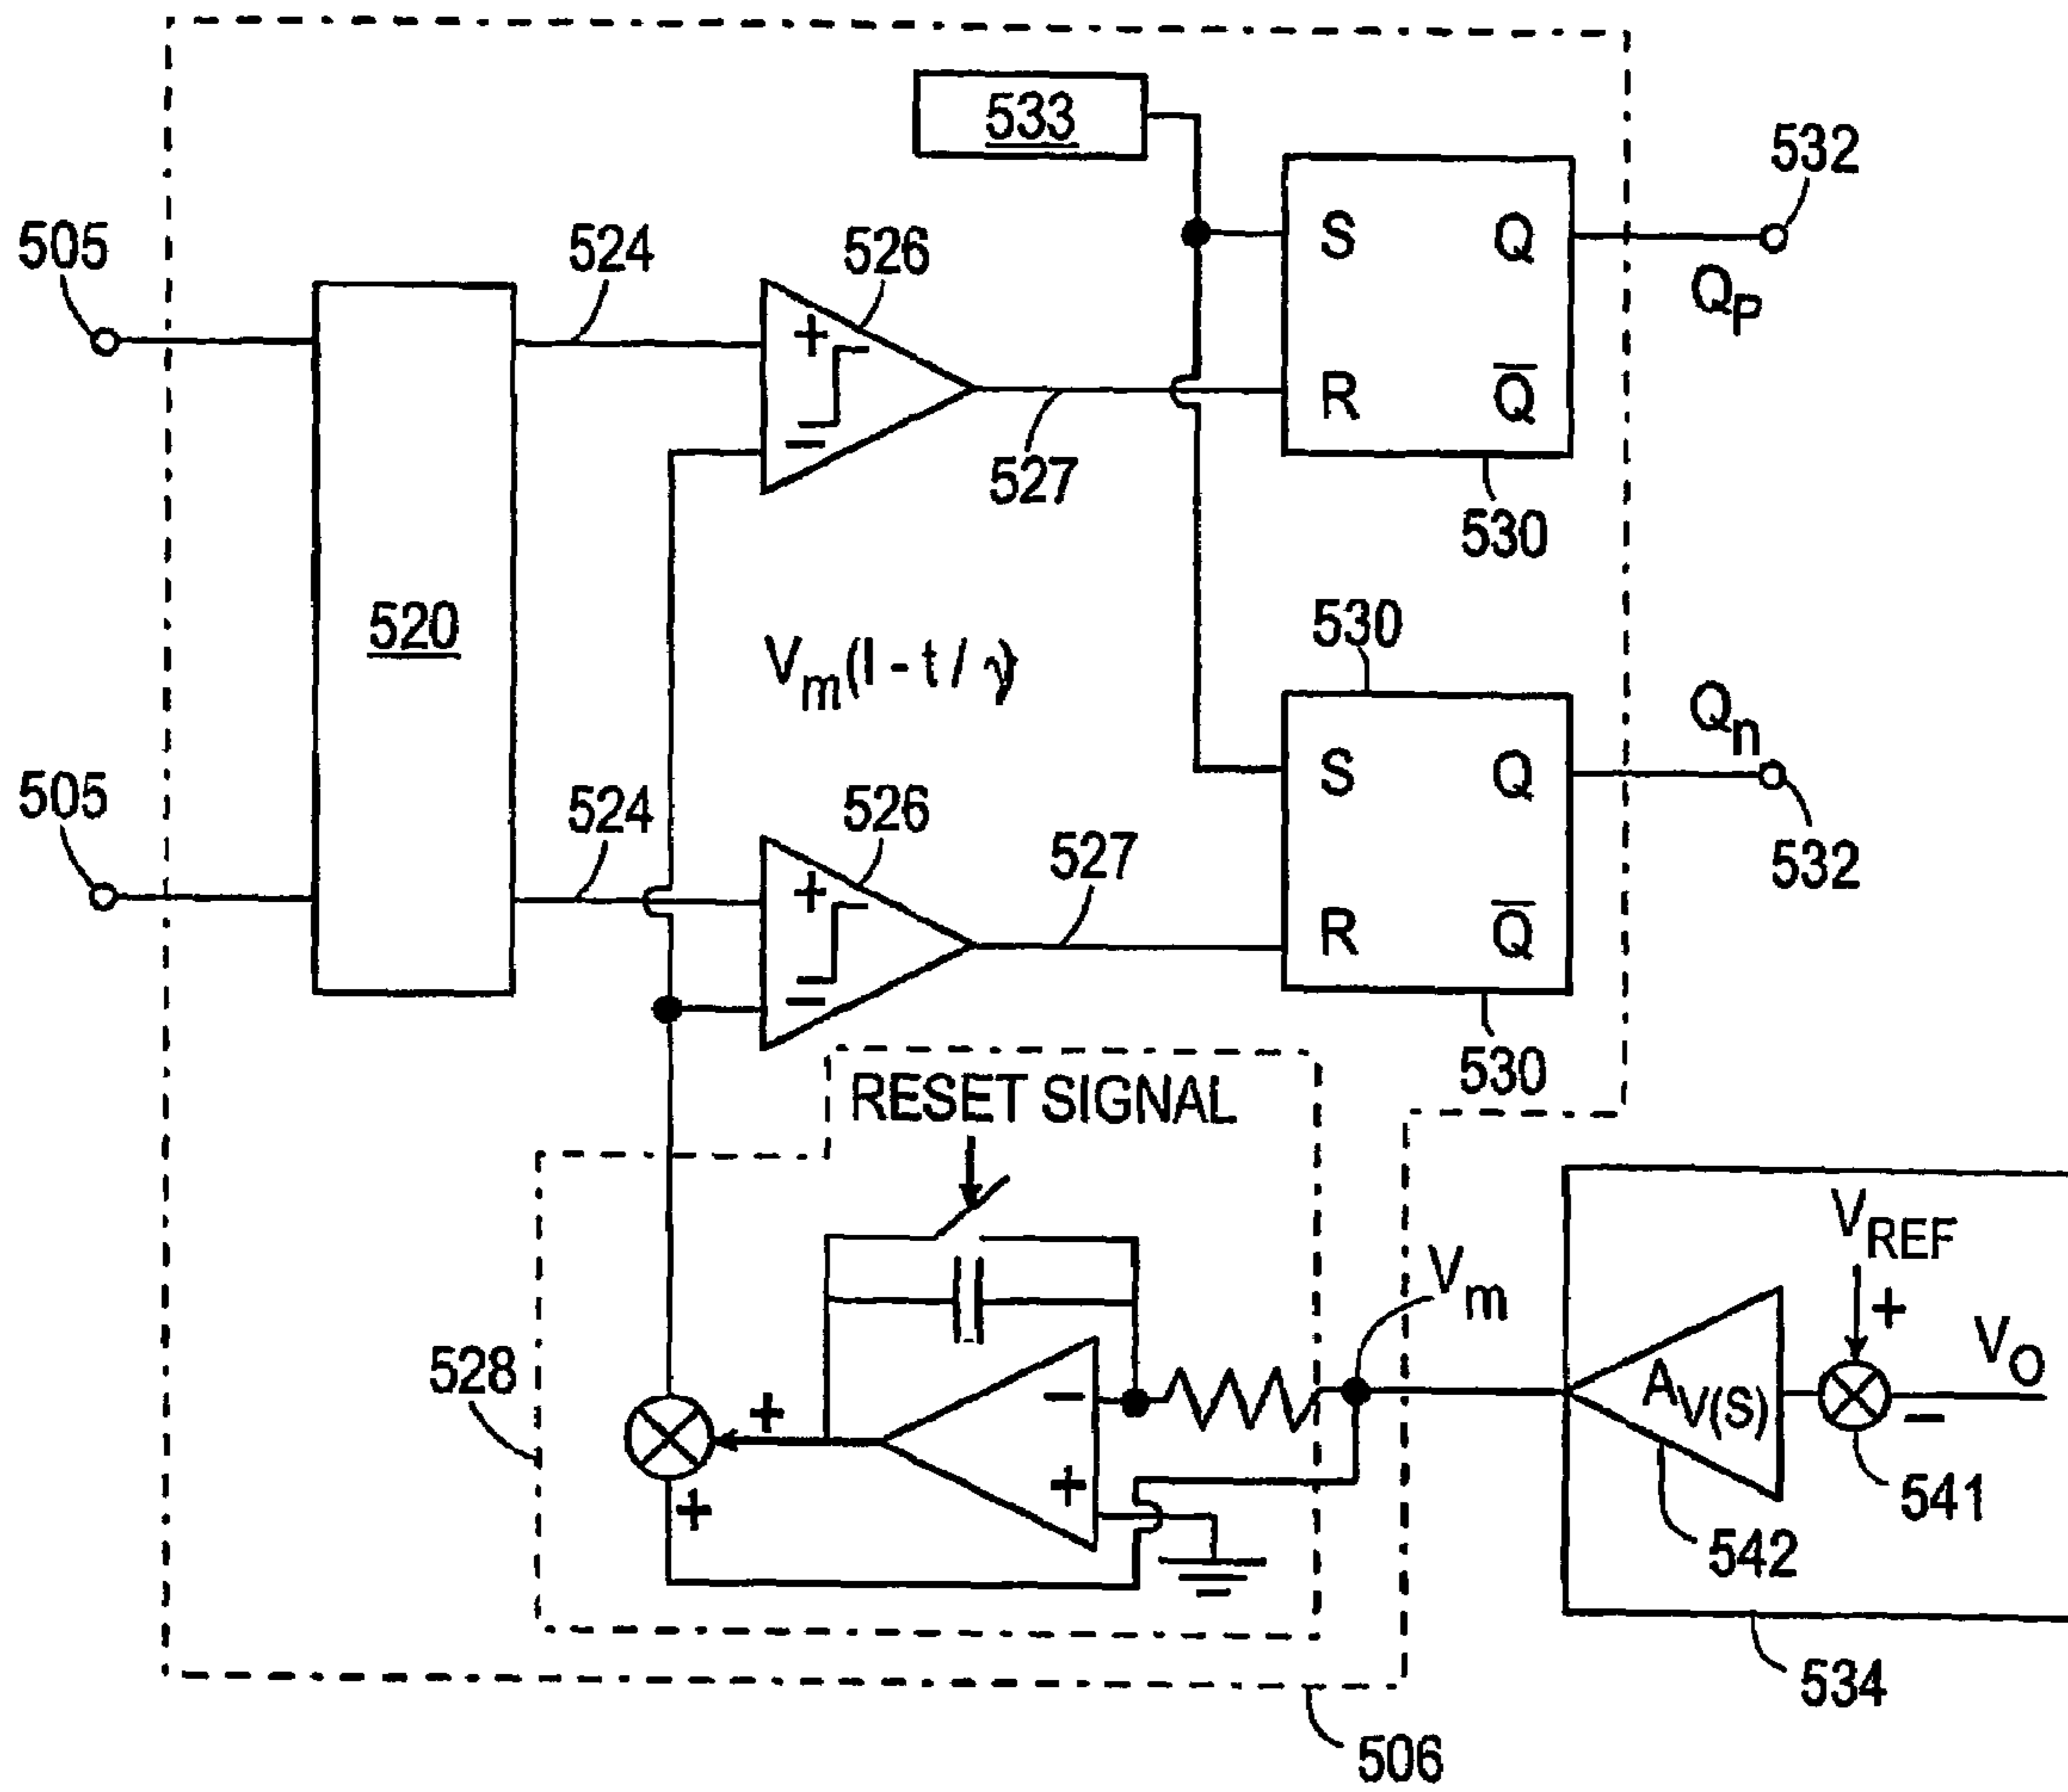 533
532
S Q
Q_P
R Q̅
530
505
524
526
527
520
V_m(1 - t / γ)
530
Q_n
S Q
532
505
524
526
527
R Q̅
530
RESET SIGNAL
V_m
V_REF
+
V_O
−
A_V(S)
541
542
534
528
+
+
−
+
506
+
−
+
−